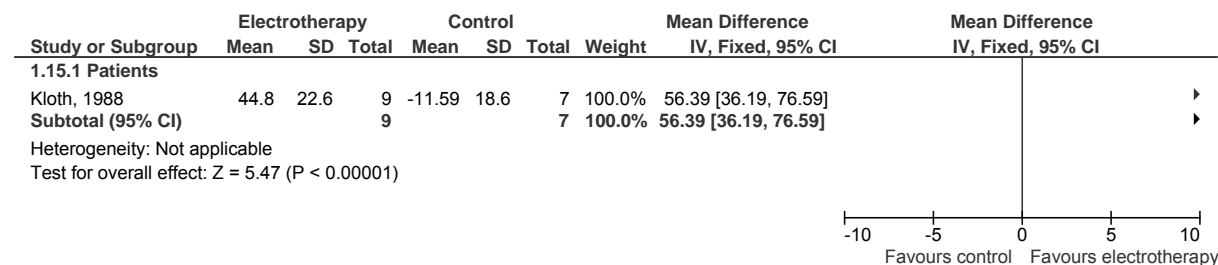 Electrotherapy Control Mean Difference Mean Difference
Study or Subgroup Mean SD Total Mean SD Total Weight IV, Fixed, 95% CI IV, Fixed, 95% CI
1.15.1 Patients
Kloth, 1988 44.8 22.6 9 -11.59 18.6 7 100.0% 56.39 [36.19, 76.59]
Subtotal (95% CI) 9 7 100.0% 56.39 [36.19, 76.59]
Heterogeneity: Not applicable
Test for overall effect: Z = 5.47 (P < 0.00001)
-10 -5 0 5 10
Favours control Favours electrotherapy